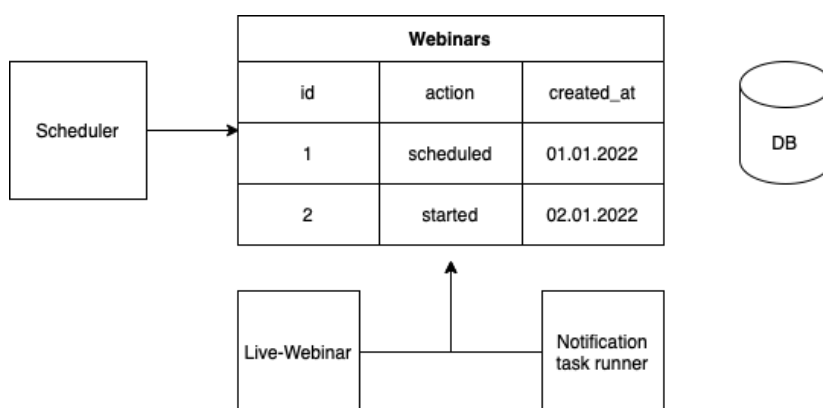 Webinars
id action created_at
Scheduler
1 scheduled 01.01.2022
DB
2 started 02.01.2022
Live-Webinar
Notification
task runner